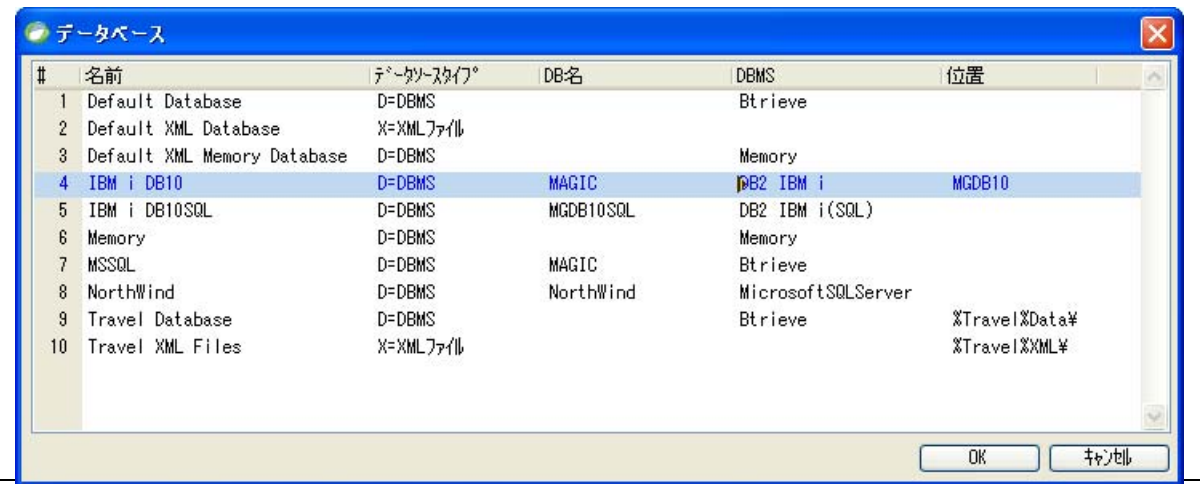 データベース
# 名前 ﾃﾞｰﾀｿｰｽﾀｲﾌﾟ DB名 DBMS 位置
1 Default Database D=DBMS Btrieve
2 Default XML Database X=XMLﾌｧｲﾙ
3 Default XML Memory Database D=DBMS Memory
4 IBM i DB10 D=DBMS MAGIC DB2 IBM i MGDB10
5 IBM i DB10SQL D=DBMS MGDB10SQL DB2 IBM i(SQL)
6 Memory D=DBMS Memory
7 MSSQL D=DBMS MAGIC Btrieve
8 NorthWind D=DBMS NorthWind MicrosoftSQLServer
9 Travel Database D=DBMS Btrieve %Travel%Data¥
10 Travel XML Files X=XMLﾌｧｲﾙ %Travel%XML¥
OK ｷｬﾝｾﾙ